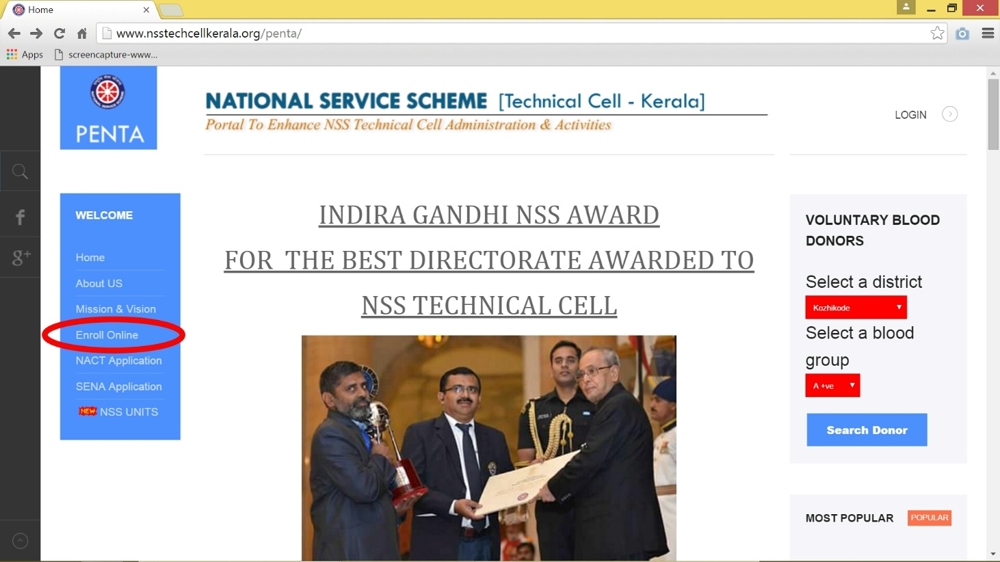 Home
www.nsstechcellkerala.org/penta/
Apps
screencapture-www...
PENTA
NATIONAL SERVICE SCHEME [Technical Cell - Kerala]
Portal To Enhance NSS Technical Cell Administration & Activities
LOGIN
WELCOME
Home
About US
Mission & Vision
Enroll Online
NACT Application
SENA Application
NEW NSS UNITS
INDIRA GANDHI NSS AWARD
FOR THE BEST DIRECTORATE AWARDED TO
NSS TECHNICAL CELL
VOLUNTARY BLOOD
DONORS
Select a district
Kozhikode
Select a blood
group
A +ve
Search Donor
MOST POPULAR POPULAR